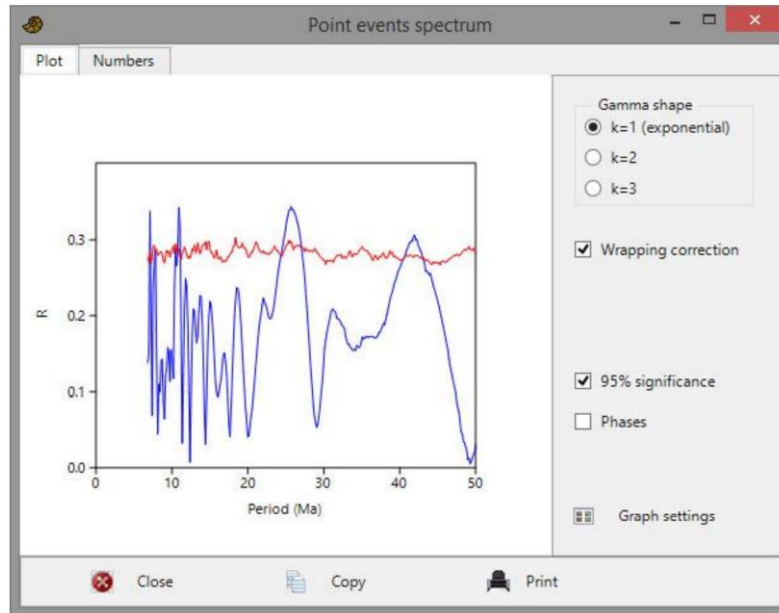 Point events spectrum
Plot Numbers
Gamma shape
k=1 (exponential)
k=2
k=3
Wrapping correction
95% significance
Phases
Graph settings
R
0.3
0.2
0.1
0.0
0 10 20 30 40 50
Period (Ma)
Close Copy Print